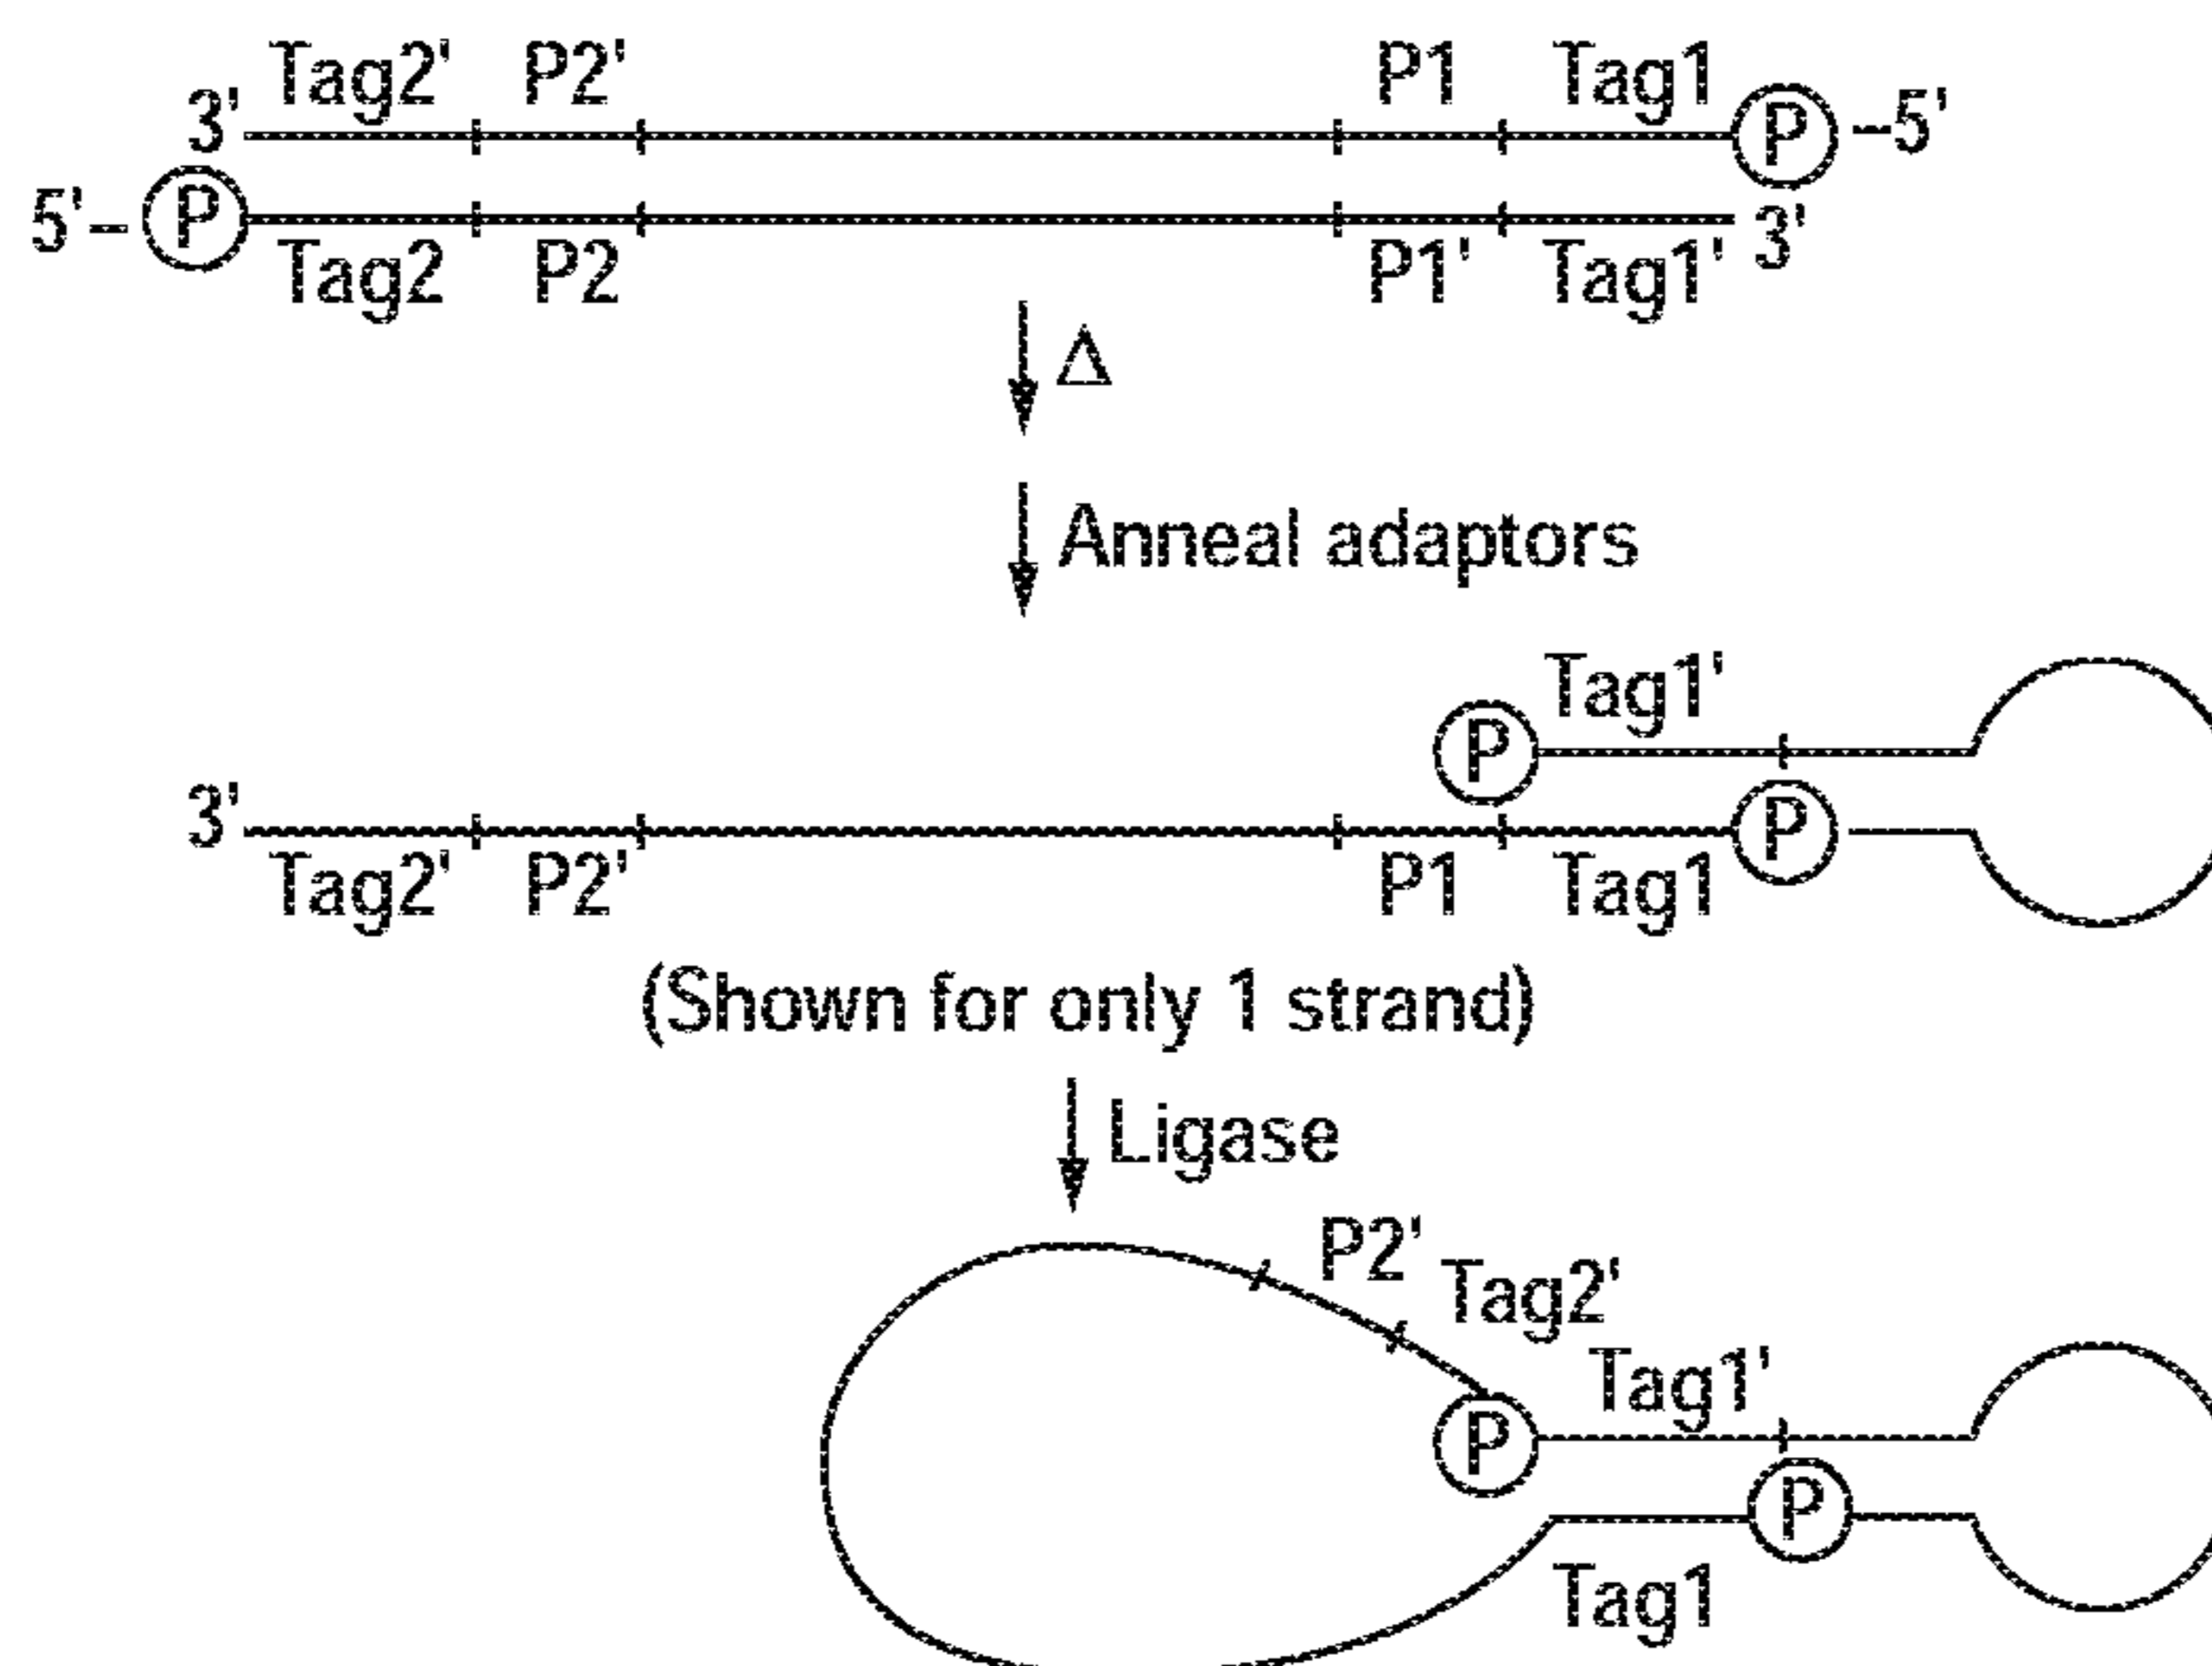 Tag2' P2' P1 Tag1
3' P –5'
5'– P
Tag2 P2 P1' Tag1' 3'
Δ
Anneal adaptors
Tag1'
P
3' P
Tag2' P2' P1 Tag1
(Shown for only 1 strand)
Ligase
P2' Tag2'
Tag1'
P
P
Tag1